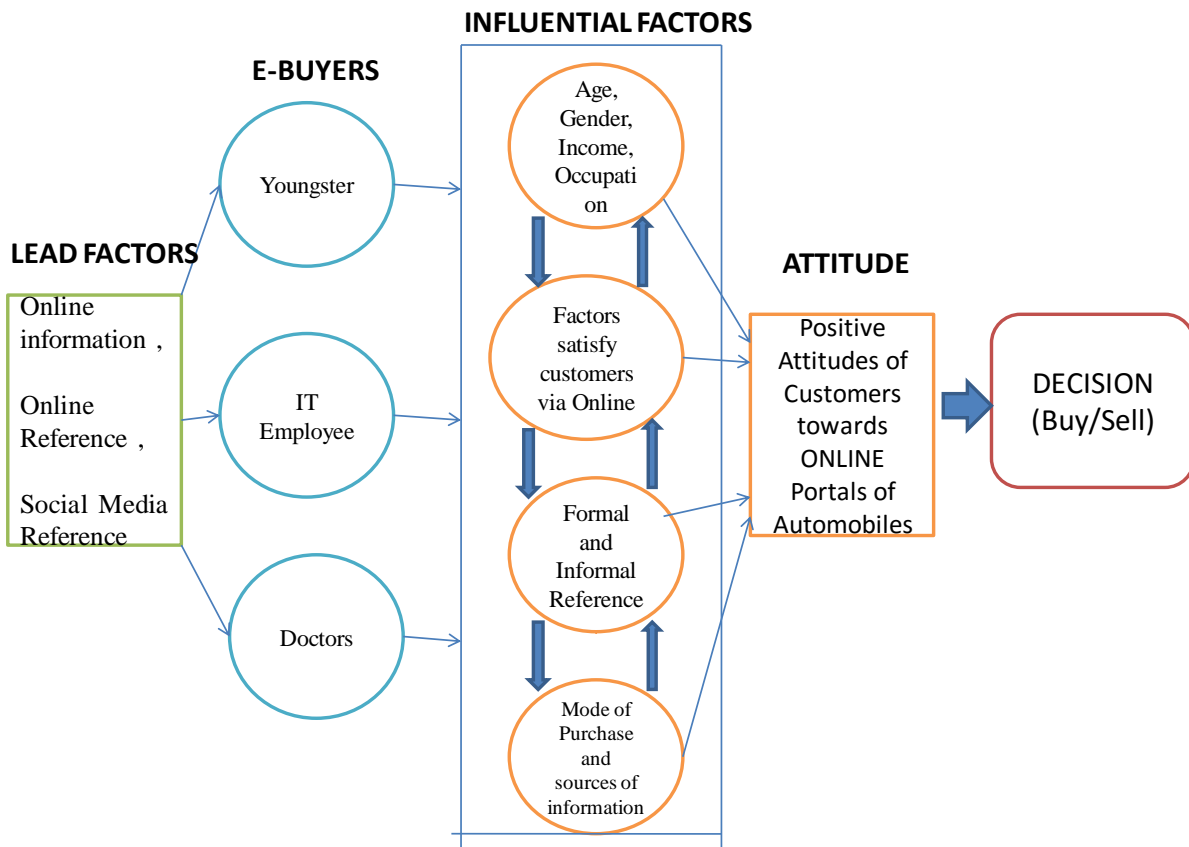 INFLUENTIAL FACTORS
E-BUYERS
LEAD FACTORS
Online
information ,
Online
Reference ,
Social Media
Reference
Youngster
IT
Employee
Doctors
Age,
Gender,
Income,
Occupati
on
Factors
satisfy
customers
via Online
Formal
and
Informal
Reference
Mode of
Purchase
and
sources of
information
ATTITUDE
Positive
Attitudes of
Customers
towards
ONLINE
Portals of
Automobiles
DECISION
(Buy/Sell)